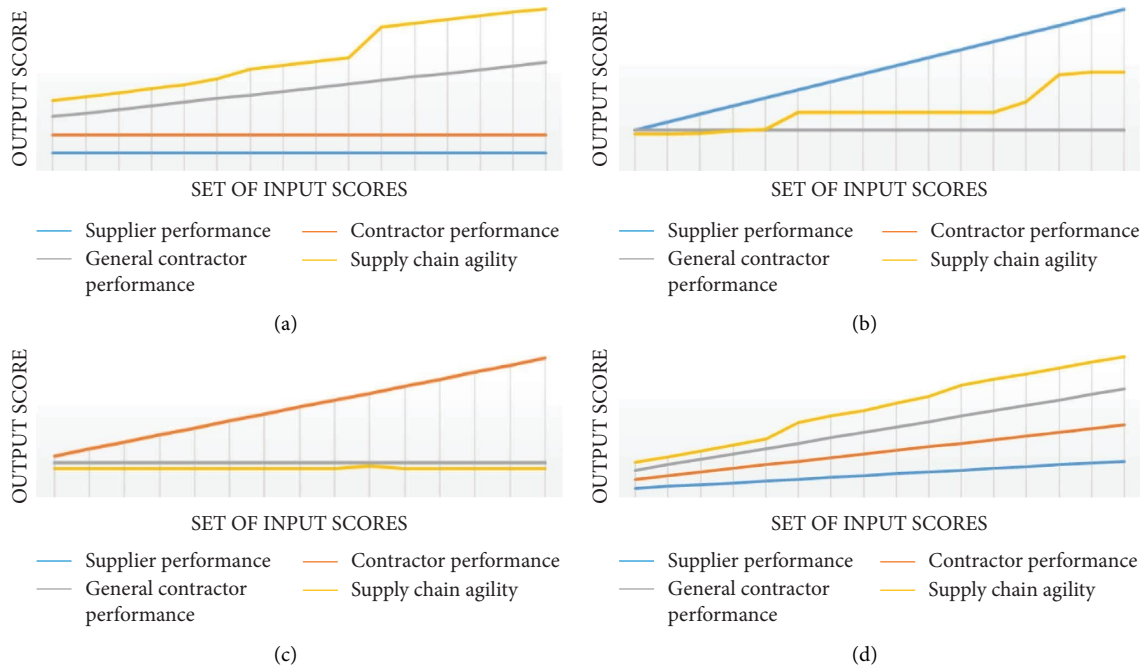 OUTPUT SCORE
SET OF INPUT SCORES
Supplier performance
Contractor performance
General contractor
performance
Supply chain agility
(a)
OUTPUT SCORE
SET OF INPUT SCORES
Supplier performance
Contractor performance
General contractor
performance
Supply chain agility
(b)
OUTPUT SCORE
SET OF INPUT SCORES
Supplier performance
Contractor performance
General contractor
performance
Supply chain agility
(c)
OUTPUT SCORE
SET OF INPUT SCORES
Supplier performance
Contractor performance
General contractor
performance
Supply chain agility
(d)